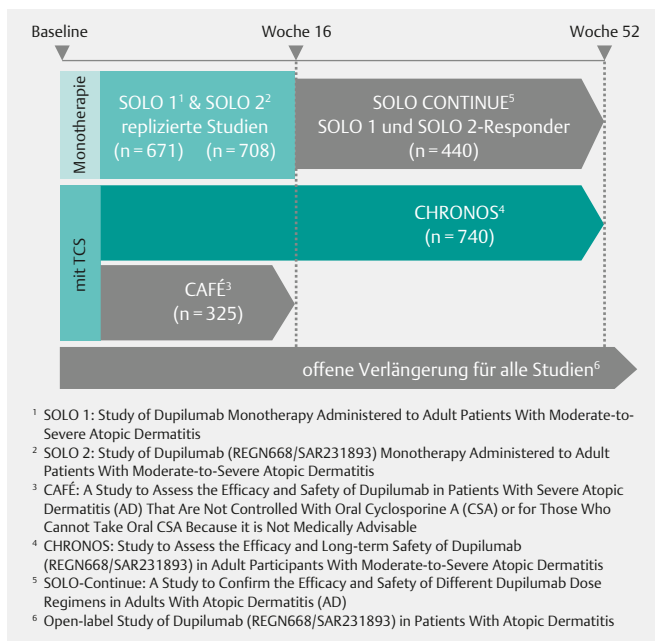 Baseline
Woche 16
Woche 52
Monotherapie
SOLO 1¹ & SOLO 2²
replizierte Studien
(n = 671) (n = 708)
SOLO CONTINUE⁵
SOLO 1 und SOLO 2-Responder
(n = 440)
mit TCS
CHRONOS⁴
(n = 740)
CAFÉ³
(n = 325)
offene Verlängerung für alle Studien⁶
¹ SOLO 1: Study of Dupilumab Monotherapy Administered to Adult Patients With Moderate-to-
Severe Atopic Dermatitis
² SOLO 2: Study of Dupilumab (REGN668/SAR231893) Monotherapy Administered to Adult
Patients With Moderate-to-Severe Atopic Dermatitis
³ CAFÉ: A Study to Assess the Efficacy and Safety of Dupilumab in Patients With Severe Atopic
Dermatitis (AD) That Are Not Controlled With Oral Cyclosporine A (CSA) or for Those Who
Cannot Take Oral CSA Because it is Not Medically Advisable
⁴ CHRONOS: Study to Assess the Efficacy and Long-term Safety of Dupilumab
(REGN668/SAR231893) in Adult Participants With Moderate-to-Severe Atopic Dermatitis
⁵ SOLO-Continue: A Study to Confirm the Efficacy and Safety of Different Dupilumab Dose
Regimens in Adults With Atopic Dermatitis (AD)
⁶ Open-label Study of Dupilumab (REGN668/SAR231893) in Patients With Atopic Dermatitis